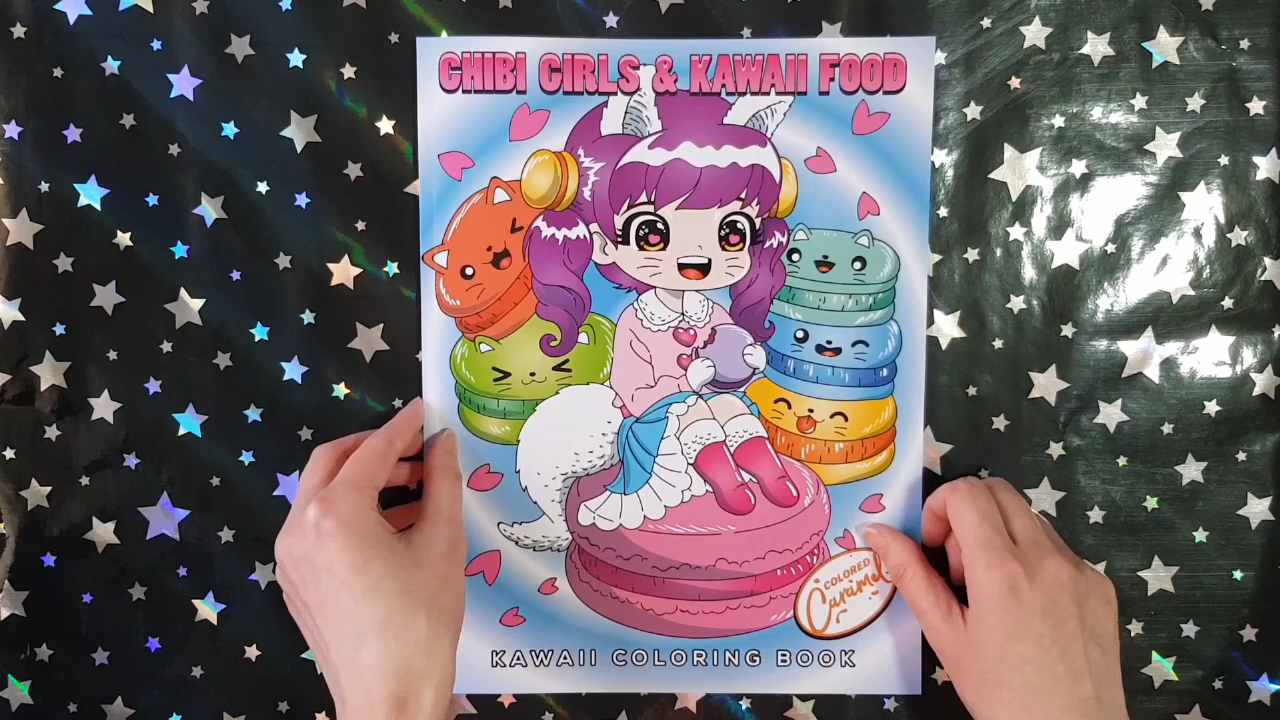 CHIBI GIRLS & KAWAII FOOD
COLORED
Caramel
KAWAII COLORING BOOK